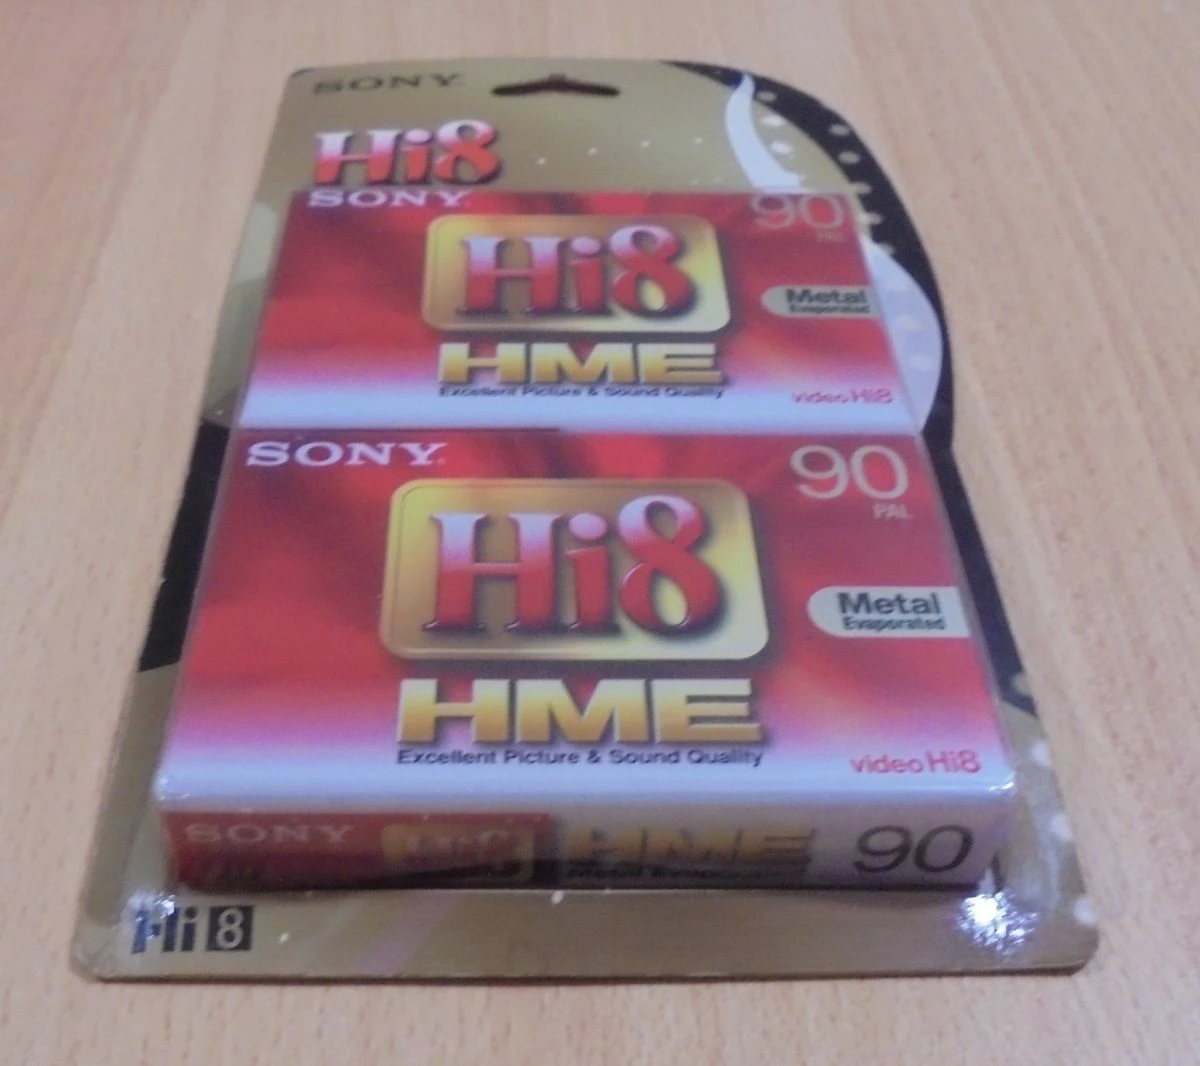 SONY
Hi8
SONY
90
PAL
Hi8
Metal
Evaporated
HME
Excellent Picture & Sound Quality
video Hi8
SONY
90
PAL
Hi8
Metal
Evaporated
HME
Excellent Picture & Sound Quality
video Hi8
SONY HME 90
Hi8